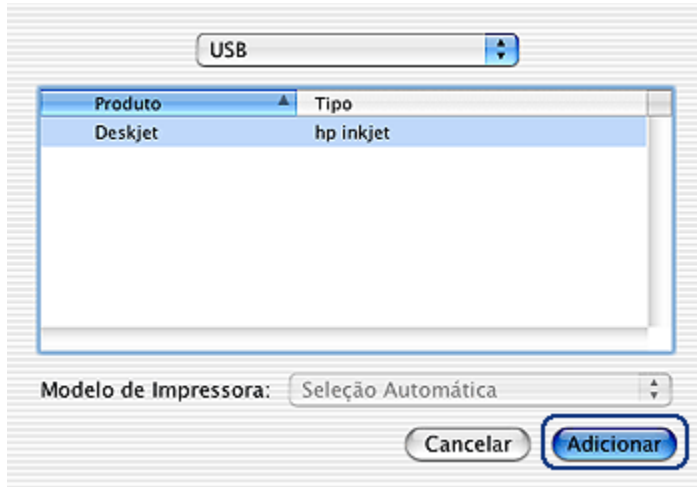 USB
Produto Tipo
Deskjet hp inkjet
Modelo de Impressora: Seleção Automática
Cancelar Adicionar